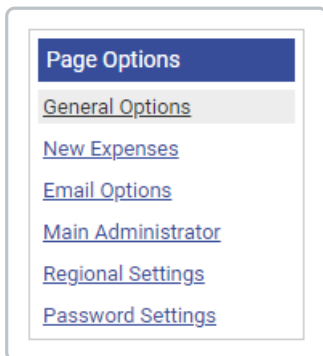 Page Options
General Options
New Expenses
Email Options
Main Administrator
Regional Settings
Password Settings